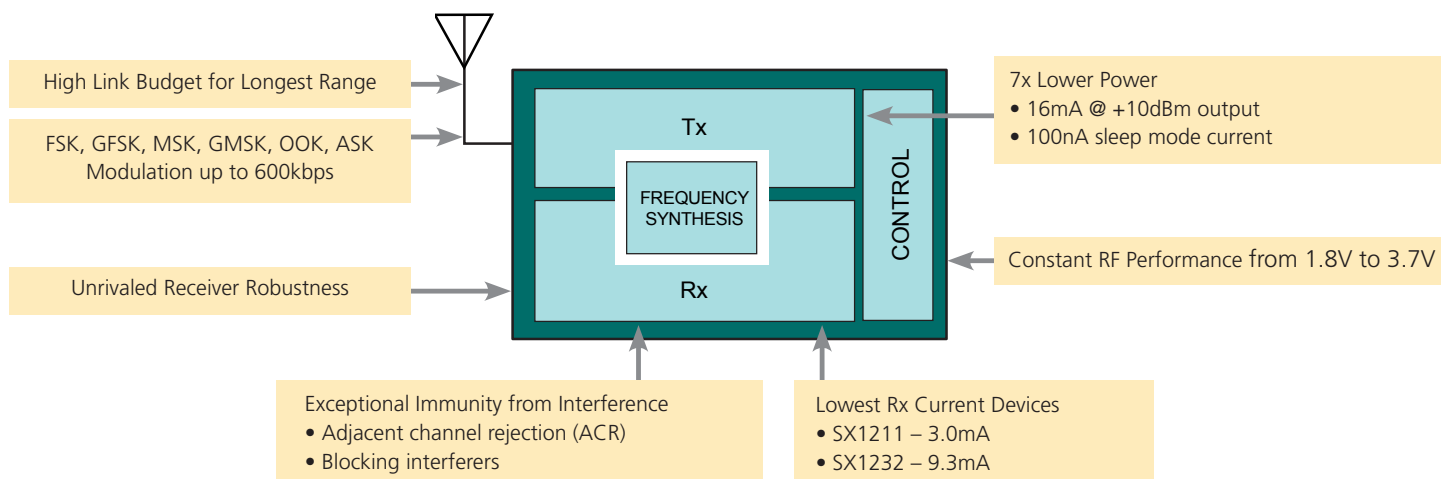 High Link Budget for Longest Range
FSK, GFSK, MSK, GMSK, OOK, ASK
Modulation up to 600kbps
Unrivaled Receiver Robustness
Tx
FREQUENCY
SYNTHESIS
Rx
CONTROL
7x Lower Power
• 16mA @ +10dBm output
• 100nA sleep mode current
Constant RF Performance from 1.8V to 3.7V
Exceptional Immunity from Interference
• Adjacent channel rejection (ACR)
• Blocking interferers
Lowest Rx Current Devices
• SX1211 – 3.0mA
• SX1232 – 9.3mA